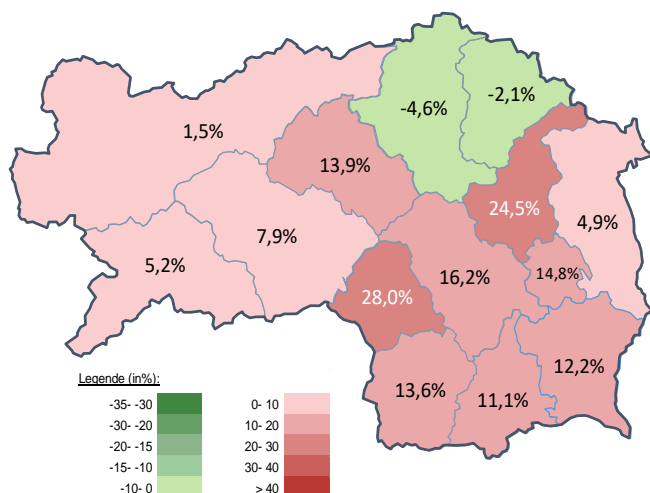 -2,1%
-4,6%
1,5%
13,9%
24,5%
4,9%
7,9%
5,2%
16,2%
14,8%
28,0%
12,2%
13,6%
11,1%
Legende (in%):
-35- -30 0- 10
-30- -20 10- 20
-20- -15 20- 30
-15- -10 30- 40
-10- 0 > 40